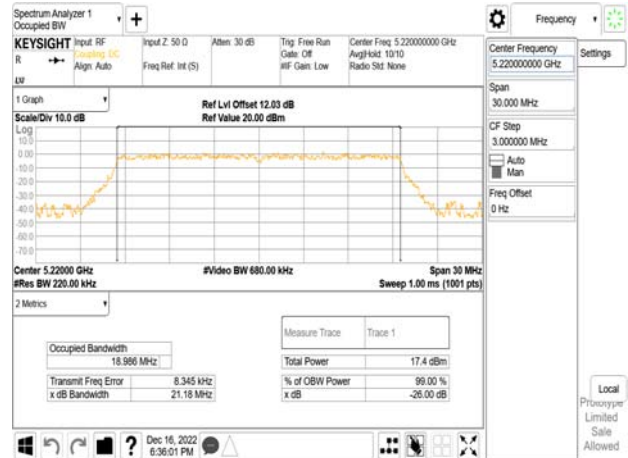 Spectrum Analyzer 1
Occupied BW
+
Frequency
KEYSIGHT
Input: RF
Coupling: DC
Align: Auto
Input Z: 50 Ω
Freq Ref: Int (S)
Atten: 30 dB
Trig: Free Run
Gate: Off
#IF Gain: Low
Center Freq: 5.220000000 GHz
Avg|Hold: 10/10
Radio Std: None
R
LVI
Center Frequency
5.220000000 GHz
Settings
Span
30.000 MHz
CF Step
3.000000 MHz
Auto
Man
Freq Offset
0 Hz
1 Graph
Scale/Div 10.0 dB
Ref Lvl Offset 12.03 dB
Ref Value 20.00 dBm
Log
10.0
0.00
-10.0
-20.0
-30.0
-40.0
-50.0
-60.0
-70.0
Center 5.22000 GHz
#Res BW 220.00 kHz
#Video BW 680.00 kHz
Span 30 MHz
Sweep 1.00 ms (1001 pts)
2 Metrics
Measure Trace
Trace 1
Occupied Bandwidth
18.986 MHz
Total Power
17.4 dBm
Transmit Freq Error
8.345 kHz
% of OBW Power
99.00 %
x dB Bandwidth
21.18 MHz
x dB
-26.00 dB
Local
Prototype
Limited
Sale
Allowed
?
Dec 16, 2022
6:36:01 PM